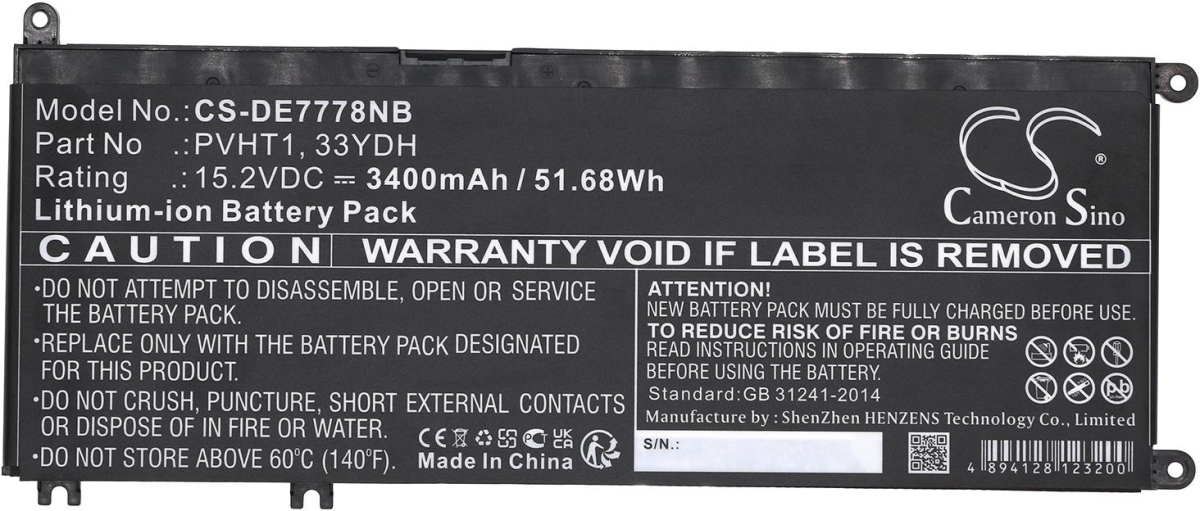 Model No.: CS-DE7778NB
Part No .: PVHT1, 33YDH
Rating .: 15.2VDC ⎓ 3400mAh / 51.68Wh
Lithium-ion Battery Pack
CS®
Cameron Sino
CAUTION
WARRANTY VOID IF LABEL IS REMOVED
•DO NOT ATTEMPT TO DISASSEMBLE, OPEN OR SERVICE
THE BATTERY PACK.
•REPLACE ONLY WITH THE BATTERY PACK DESIGNATED
FOR THIS PRODUCT.
•DO NOT CRUSH, PUNCTURE, SHORT EXTERNAL CONTACTS
OR DISPOSE OF IN FIRE OR WATER.
•DO NOT STORE ABOVE 60°C (140°F).
CE PCT UK CA
Made In China
ATTENTION!
NEW BATTERY PACK MUST BE FULLY CHARGED BEFORE USE.
TO REDUCE RISK OF FIRE OR BURNS
READ INSTRUCTIONS IN OPERATING GUIDE
BEFORE USING THE BATTERY.
Standard:GB 31241-2014
Pb
Manufacture by : ShenZhen HENZENS Technology Co., Limited
S/N.:
4 894128 123200